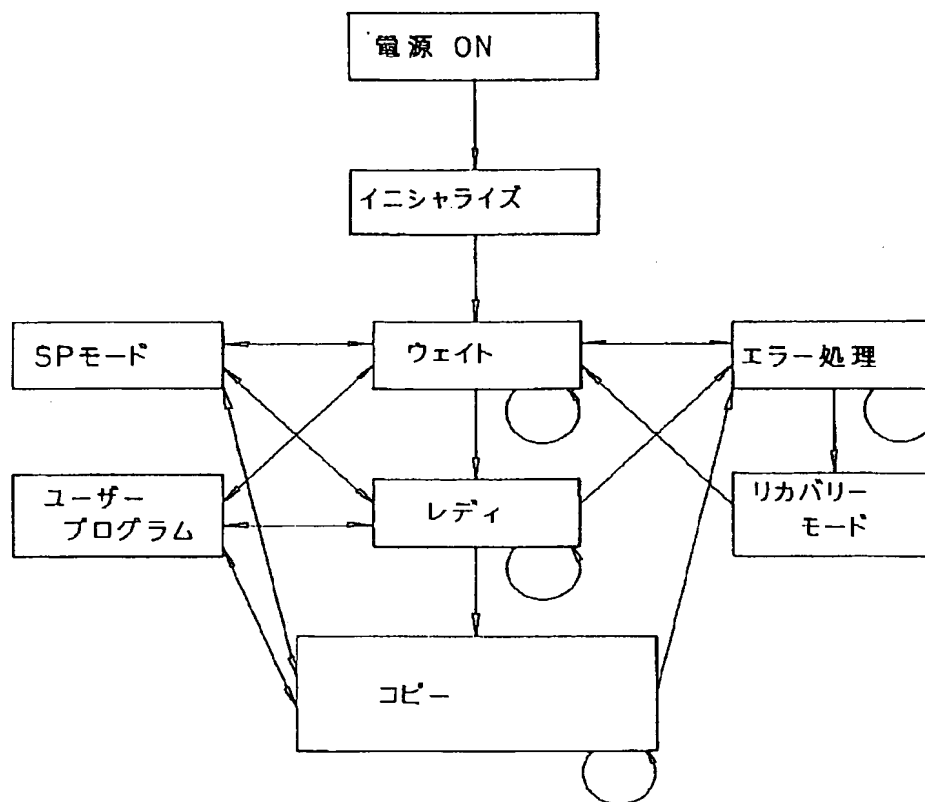 電源 ON
イニシャライズ
SPモード
ウェイト
エラー処理
ユーザー
プログラム
レディ
リカバリー
モード
コピー